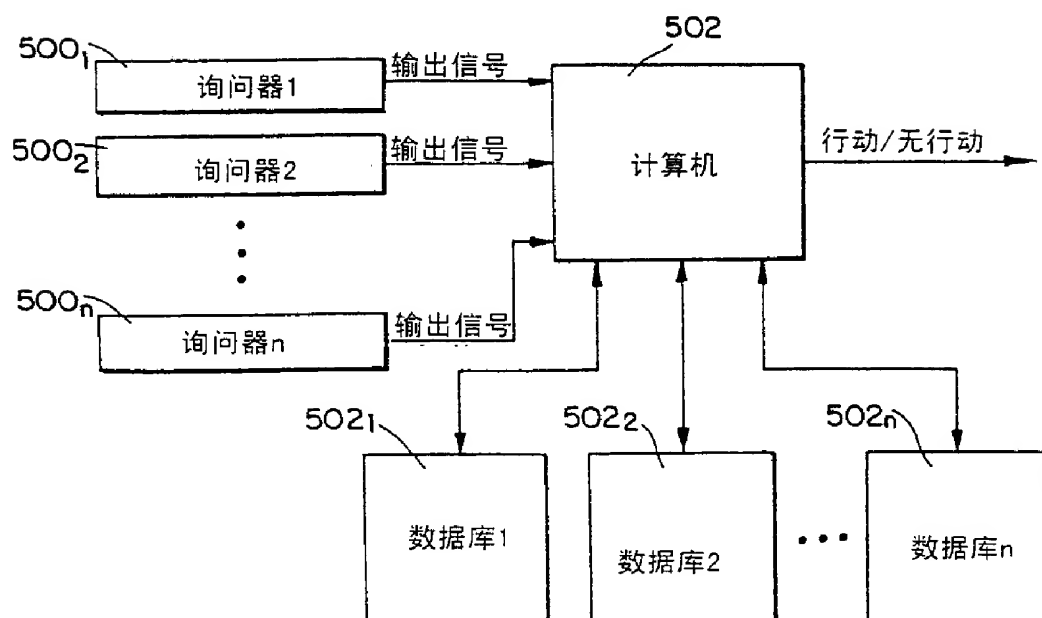 500₁
询问器1
输出信号
502
500₂
询问器2
输出信号
计算机
行动/无行动
500ₙ
询问器n
输出信号
502₁
502₂
502ₙ
数据库1
数据库2
数据库n